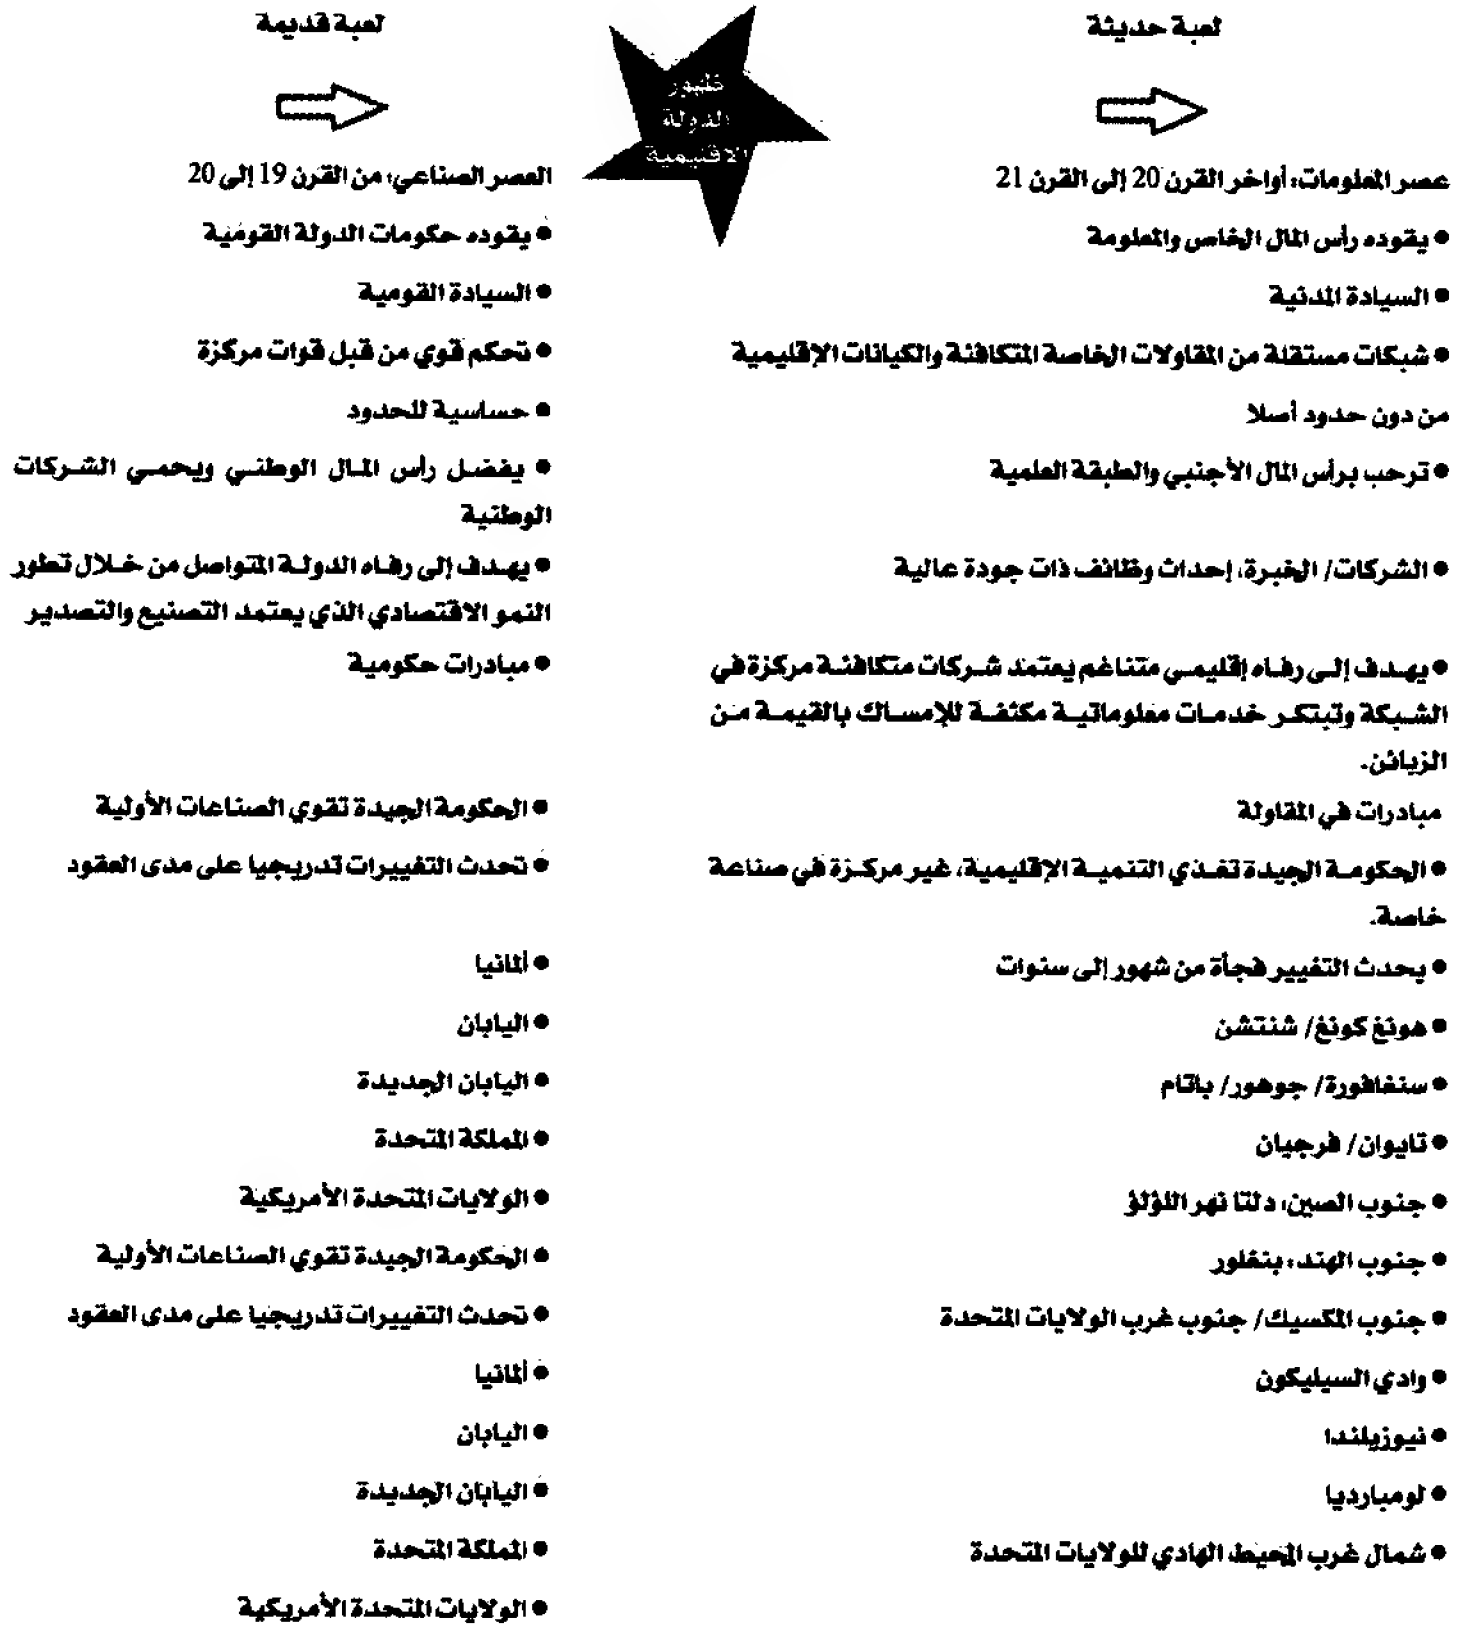 لعبة حديثة
عصر المعلومات: أواخر القرن 20 إلى القرن 21
● يقوده رأس المال الخاص والمعلومة
● السيادة المدنية
● شبكات مستقلة من المقاولات الخاصة المتكافئة والكيانات الإقليمية
من دون حدود أصلا
● ترحب برأس المال الأجنبي والطبقة العلمية
● الشركات/ الخبرة، إحداث وظائف ذات جودة عالية
● يهدف إلى رفاه إقليمي متناغم يعتمد شركات متكافئة مركزة في
الشبكة وتبتكر خدمات معلوماتية مكثفة للإمساك بالقيمة من
الزبائن.
مبادرات في المقاولة
● الحكومة الجيدة تغذي التنمية الإقليمية، غير مركزة في صناعة
خاصة.
● يحدث التغيير فجأة من شهور إلى سنوات
● هونغ كونغ/ شنتشن
● سنغافورة/ جوهور/ باتام
● تايوان/ فرجيان
● جنوب الصين: دلتا نهر اللؤلؤ
● جنوب الهند: بنغلور
● جنوب المكسيك/ جنوب غرب الولايات المتحدة
● وادي السيليكون
● نيوزيلندا
● لومبارديا
● شمال غرب المحيط الهادي للولايات المتحدة
ظهور
الدولة
الاقليمية
لعبة قديمة
العصر الصناعي: من القرن 19 إلى 20
● يقوده حكومات الدولة القومية
● السيادة القومية
● تحكم قوي من قبل قوات مركزة
● حساسية للحدود
● يفضل رأس المال الوطني ويحمي الشركات
الوطنية
● يهدف إلى رفاه الدولة المتواصل من خلال تطور
النمو الاقتصادي الذي يعتمد التصنيع والتصدير
● مبادرات حكومية
● الحكومة الجيدة تقوي الصناعات الأولية
● تحدث التغييرات تدريجيا على مدى العقود
● ألمانيا
● اليابان
● اليابان الجديدة
● المملكة المتحدة
● الولايات المتحدة الأمريكية
● الحكومة الجيدة تقوي الصناعات الأولية
● تحدث التغييرات تدريجيا على مدى العقود
● ألمانيا
● اليابان
● اليابان الجديدة
● المملكة المتحدة
● الولايات المتحدة الأمريكية